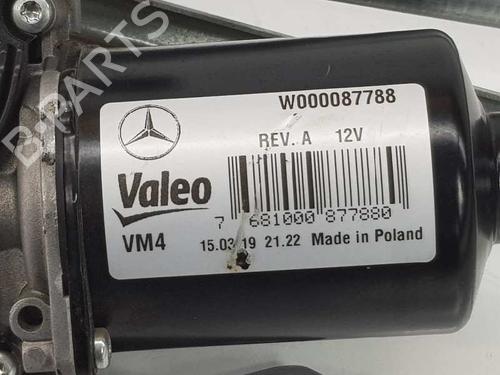 B-PARTS
W000087788
REV. A 12V
Valeo
7 681000 877880
VM4 15.03.19 21.22 Made in Poland